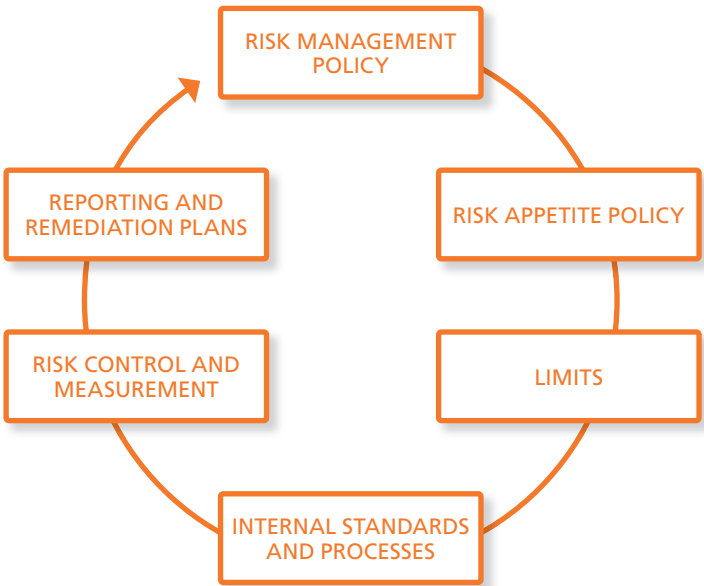 RISK MANAGEMENT
POLICY
RISK APPETITE POLICY
LIMITS
INTERNAL STANDARDS
AND PROCESSES
RISK CONTROL AND
MEASUREMENT
REPORTING AND
REMEDIATION PLANS